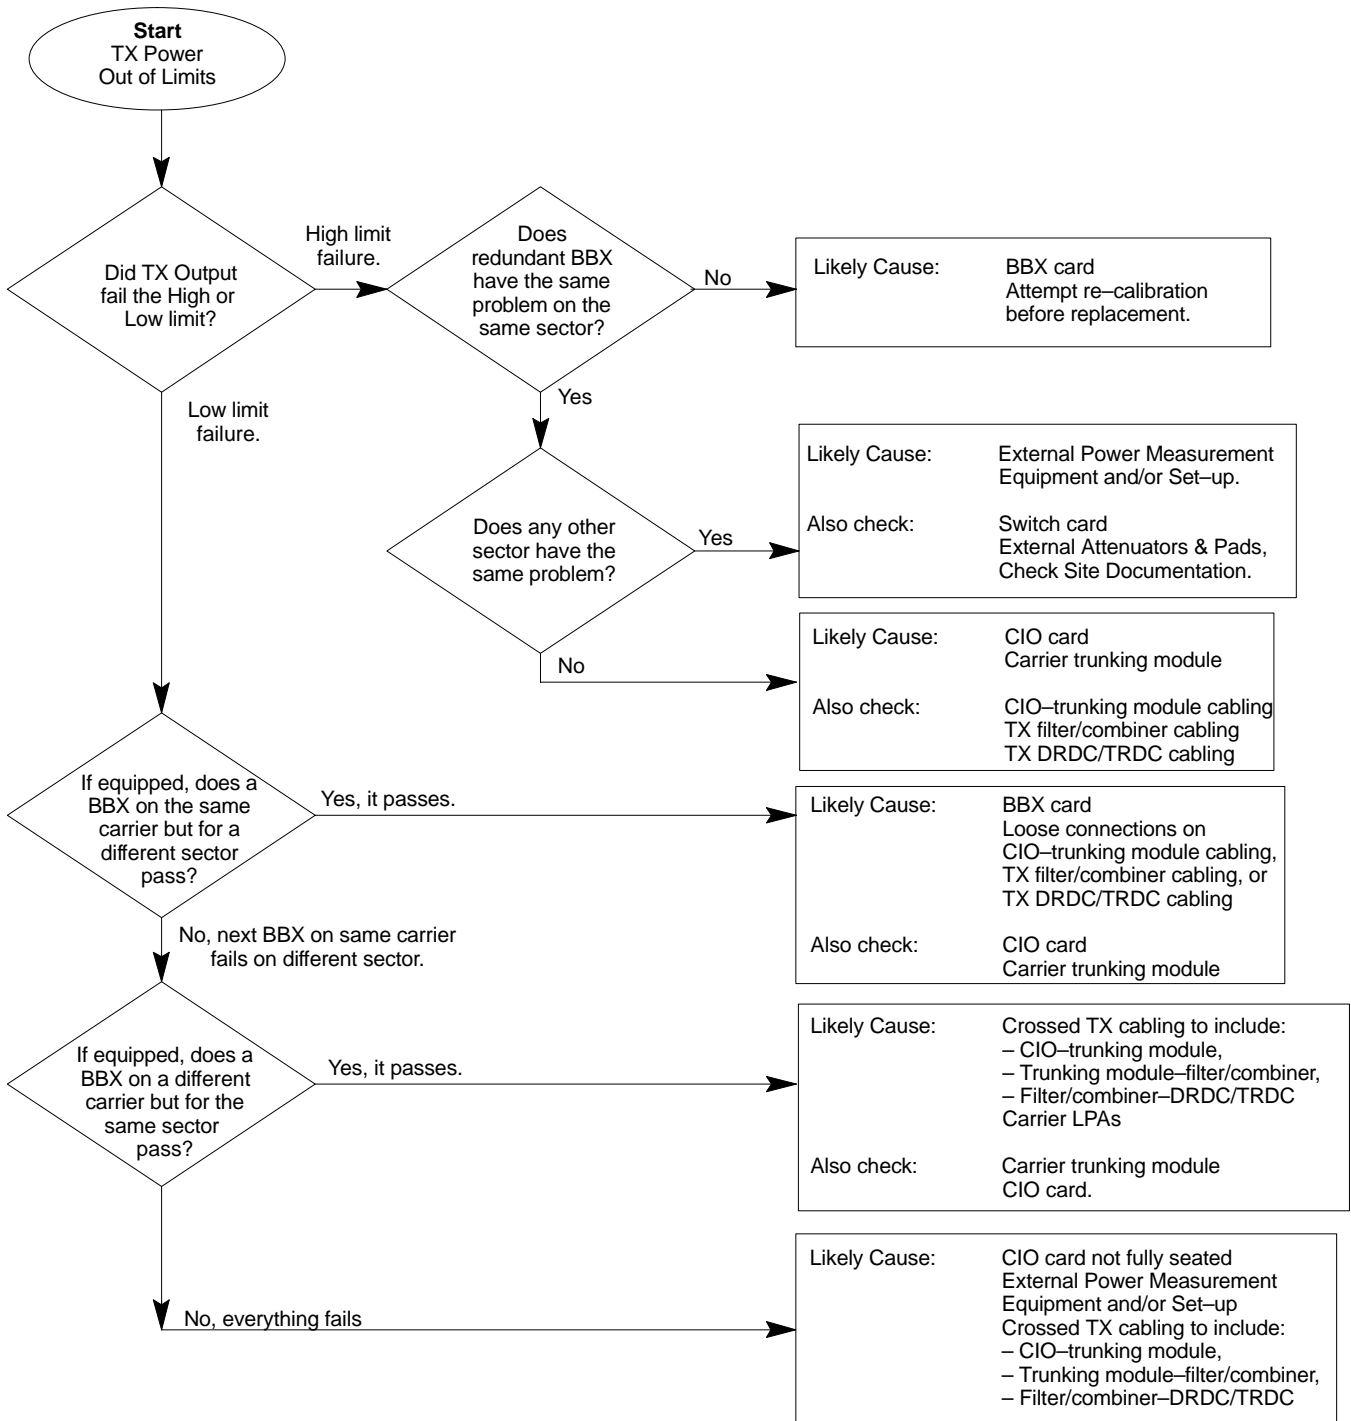 Start
TX Power
Out of Limits
Did TX Output
fail the High or
Low limit?
High limit
failure.
Does
redundant BBX
have the same
problem on the
same sector?
No
Likely Cause: BBX card
Attempt re–calibration
before replacement.
Low limit
failure.
Yes
Does any other
sector have the
same problem?
Yes
Likely Cause: External Power Measurement
Equipment and/or Set–up.
Also check: Switch card
External Attenuators & Pads,
Check Site Documentation.
No
Likely Cause: CIO card
Carrier trunking module
Also check: CIO–trunking module cabling
TX filter/combiner cabling
TX DRDC/TRDC cabling
If equipped, does a
BBX on the same
carrier but for a
different sector
pass?
Yes, it passes.
Likely Cause: BBX card
Loose connections on
CIO–trunking module cabling,
TX filter/combiner cabling, or
TX DRDC/TRDC cabling
Also check: CIO card
Carrier trunking module
No, next BBX on same carrier
fails on different sector.
If equipped, does a
BBX on a different
carrier but for the
same sector
pass?
Yes, it passes.
Likely Cause: Crossed TX cabling to include:
– CIO–trunking module,
– Trunking module–filter/combiner,
– Filter/combiner–DRDC/TRDC
Carrier LPAs
Also check: Carrier trunking module
CIO card.
No, everything fails
Likely Cause: CIO card not fully seated
External Power Measurement
Equipment and/or Set–up
Crossed TX cabling to include:
– CIO–trunking module,
– Trunking module–filter/combiner,
– Filter/combiner–DRDC/TRDC